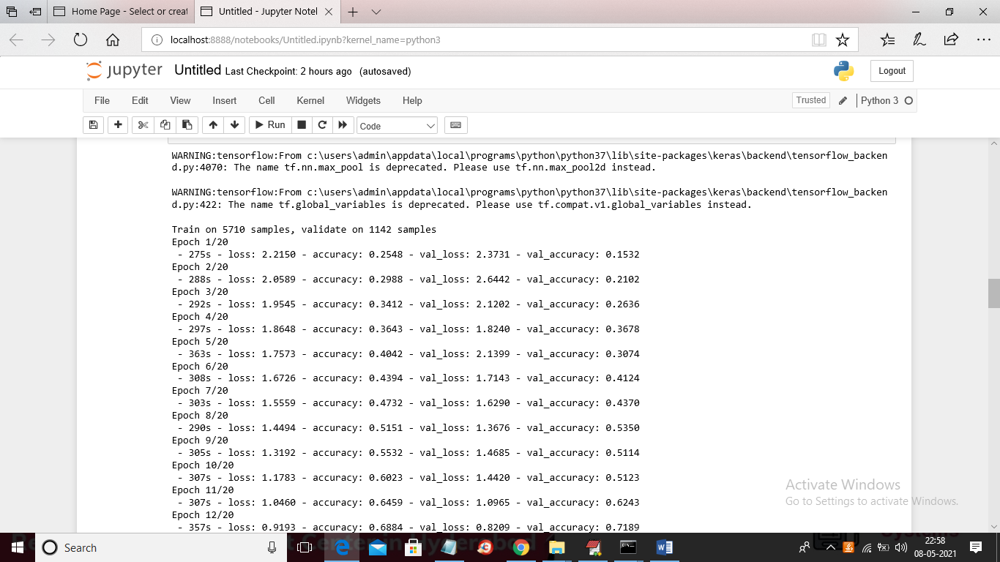 Home Page - Select or creat
Untitled - Jupyter Notel
localhost:8888/notebooks/Untitled.ipynb?kernel_name=python3
jupyter Untitled Last Checkpoint: 2 hours ago (autosaved)
Logout
File Edit View Insert Cell Kernel Widgets Help
Trusted Python 3
Run Code
WARNING:tensorflow:From c:\users\admin\appdata\local\programs\python\python37\lib\site-packages\keras\backend\tensorflow_backen
d.py:4070: The name tf.nn.max_pool is deprecated. Please use tf.nn.max_pool2d instead.
WARNING:tensorflow:From c:\users\admin\appdata\local\programs\python\python37\lib\site-packages\keras\backend\tensorflow_backen
d.py:422: The name tf.global_variables is deprecated. Please use tf.compat.v1.global_variables instead.
Train on 5710 samples, validate on 1142 samples
Epoch 1/20
- 275s - loss: 2.2150 - accuracy: 0.2548 - val_loss: 2.3731 - val_accuracy: 0.1532
Epoch 2/20
- 288s - loss: 2.0589 - accuracy: 0.2988 - val_loss: 2.6442 - val_accuracy: 0.2102
Epoch 3/20
- 292s - loss: 1.9545 - accuracy: 0.3412 - val_loss: 2.1202 - val_accuracy: 0.2636
Epoch 4/20
- 297s - loss: 1.8648 - accuracy: 0.3643 - val_loss: 1.8240 - val_accuracy: 0.3678
Epoch 5/20
- 363s - loss: 1.7573 - accuracy: 0.4042 - val_loss: 2.1399 - val_accuracy: 0.3074
Epoch 6/20
- 308s - loss: 1.6726 - accuracy: 0.4394 - val_loss: 1.7143 - val_accuracy: 0.4124
Epoch 7/20
- 303s - loss: 1.5559 - accuracy: 0.4732 - val_loss: 1.6290 - val_accuracy: 0.4370
Epoch 8/20
- 290s - loss: 1.4494 - accuracy: 0.5151 - val_loss: 1.3676 - val_accuracy: 0.5350
Epoch 9/20
- 305s - loss: 1.3192 - accuracy: 0.5532 - val_loss: 1.4685 - val_accuracy: 0.5114
Epoch 10/20
- 307s - loss: 1.1783 - accuracy: 0.6023 - val_loss: 1.4420 - val_accuracy: 0.5123
Epoch 11/20
- 307s - loss: 1.0460 - accuracy: 0.6459 - val_loss: 1.0965 - val_accuracy: 0.6243
Epoch 12/20
- 357s - loss: 0.9193 - accuracy: 0.6884 - val_loss: 0.8209 - val_accuracy: 0.7189
Activate Windows
Go to Settings to activate Windows.
Search
22:58
08-05-2021